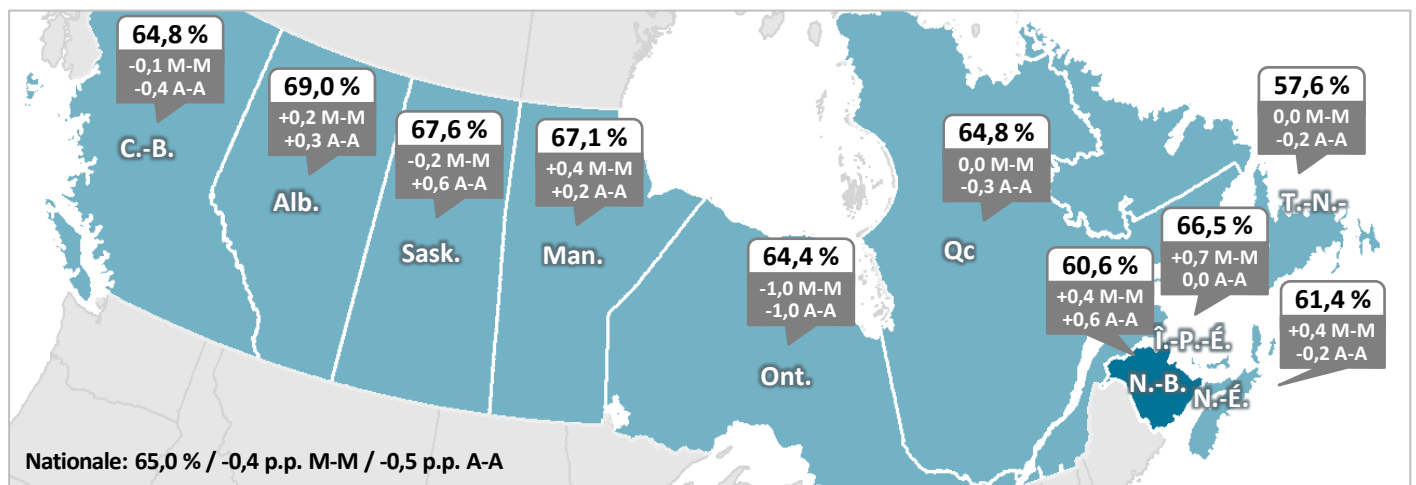 64,8 %
-0,1 M-M
-0,4 A-A
C.-B.
69,0 %
+0,2 M-M
+0,3 A-A
Alb.
67,6 %
-0,2 M-M
+0,6 A-A
Sask.
67,1 %
+0,4 M-M
+0,2 A-A
Man.
64,4 %
-1,0 M-M
-1,0 A-A
Ont.
64,8 %
0,0 M-M
-0,3 A-A
Qc
57,6 %
0,0 M-M
-0,2 A-A
T.-N.-
66,5 %
+0,7 M-M
0,0 A-A
Î.-P.-É.
60,6 %
+0,4 M-M
+0,6 A-A
N.-B.
61,4 %
+0,4 M-M
-0,2 A-A
N.-É.
Nationale: 65,0 % / -0,4 p.p. M-M / -0,5 p.p. A-A